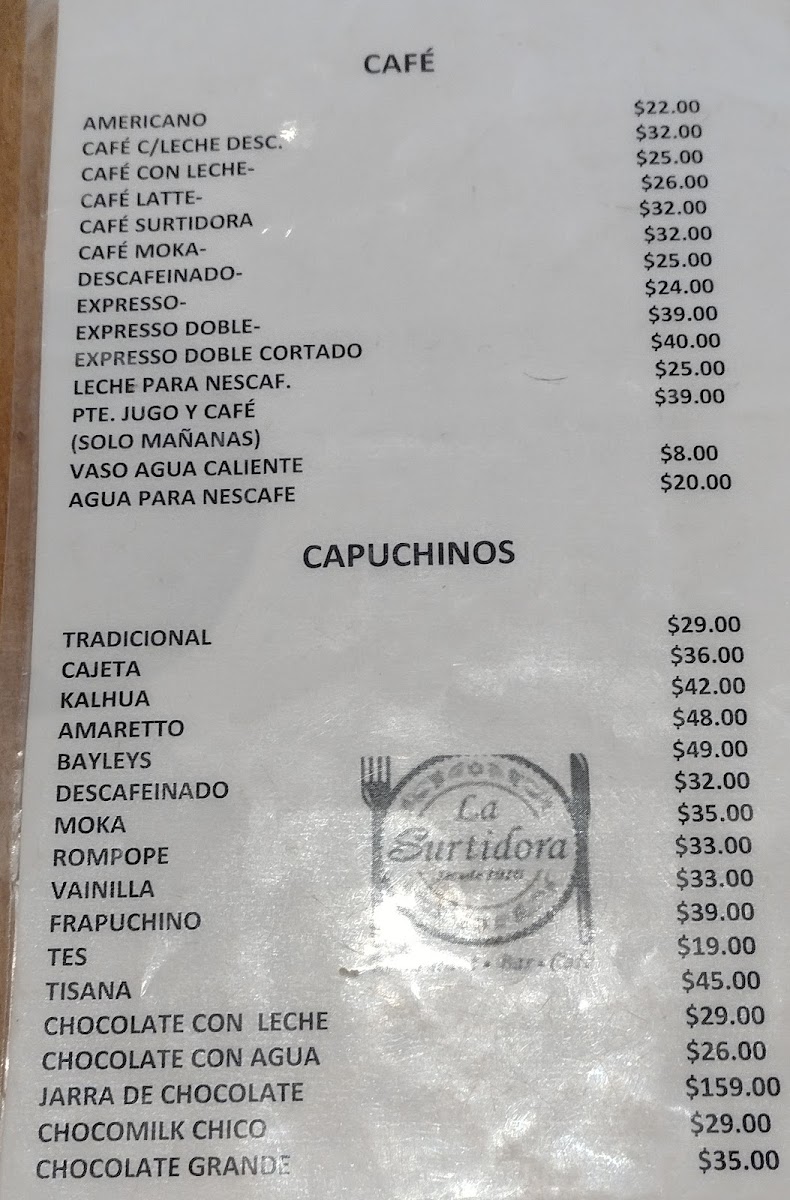 CAFÉ
AMERICANO $22.00
CAFÉ C/LECHE DESC. $32.00
CAFÉ CON LECHE- $25.00
CAFÉ LATTE- $26.00
CAFÉ SURTIDORA $32.00
CAFÉ MOKA- $32.00
DESCAFEINADO- $25.00
EXPRESSO- $24.00
EXPRESSO DOBLE- $39.00
EXPRESSO DOBLE CORTADO $40.00
LECHE PARA NESCAF. $25.00
PTE. JUGO Y CAFÉ $39.00
(SOLO MAÑANAS)
VASO AGUA CALIENTE $8.00
AGUA PARA NESCAFE $20.00
CAPUCHINOS
TRADICIONAL $29.00
CAJETA $36.00
KALHUA $42.00
AMARETTO $48.00
BAYLEYS $49.00
DESCAFEINADO $32.00
MOKA $35.00
ROMPOPE $33.00
VAINILLA $33.00
FRAPUCHINO $39.00
TES $19.00
TISANA $45.00
CHOCOLATE CON LECHE $29.00
CHOCOLATE CON AGUA $26.00
JARRA DE CHOCOLATE $159.00
CHOCOMILK CHICO $29.00
CHOCOLATE GRANDE $35.00
La
Surtidora
Bar • Café